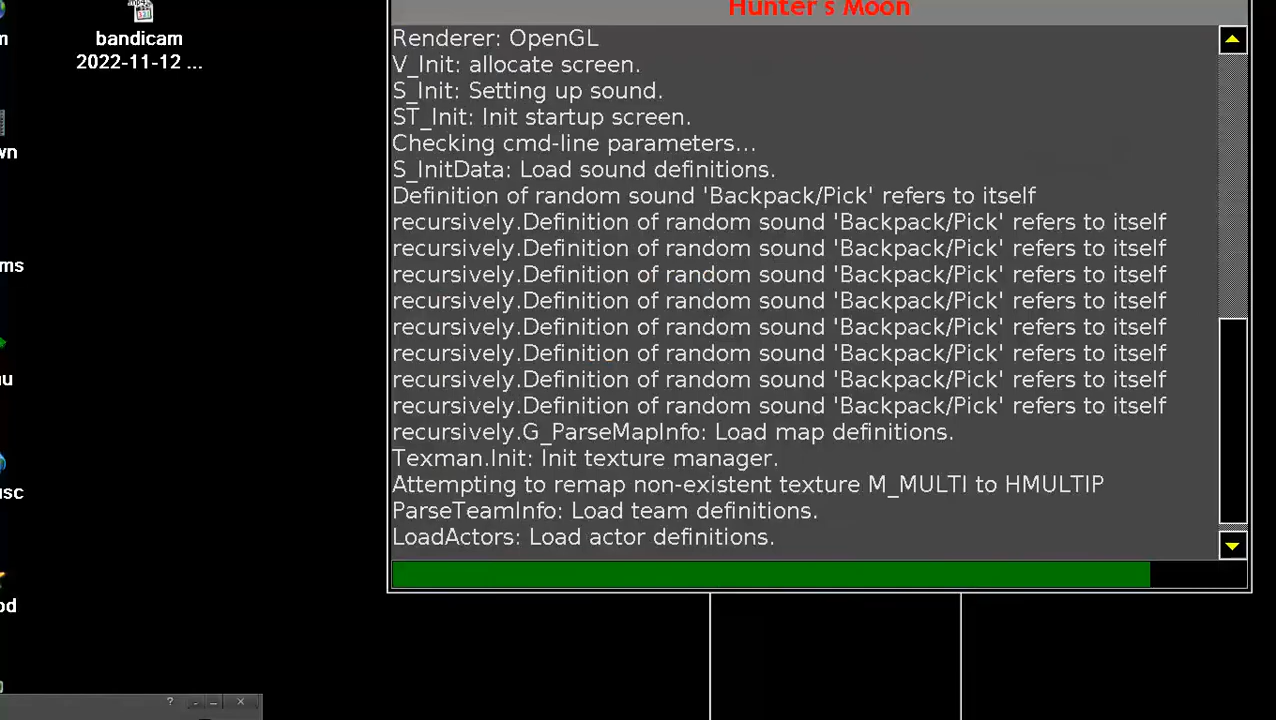 Hunter's Moon
bandicam
2022-11-12 ...
Renderer: OpenGL
V_Init: allocate screen.
S_Init: Setting up sound.
ST_Init: Init startup screen.
Checking cmd-line parameters...
S_InitData: Load sound definitions.
Definition of random sound 'Backpack/Pick' refers to itself
recursively.Definition of random sound 'Backpack/Pick' refers to itself
recursively.Definition of random sound 'Backpack/Pick' refers to itself
recursively.Definition of random sound 'Backpack/Pick' refers to itself
recursively.Definition of random sound 'Backpack/Pick' refers to itself
recursively.Definition of random sound 'Backpack/Pick' refers to itself
recursively.Definition of random sound 'Backpack/Pick' refers to itself
recursively.Definition of random sound 'Backpack/Pick' refers to itself
recursively.Definition of random sound 'Backpack/Pick' refers to itself
recursively.G_ParseMapInfo: Load map definitions.
Texman.Init: Init texture manager.
Attempting to remap non-existent texture M_MULTI to HMULTIP
ParseTeamInfo: Load team definitions.
LoadActors: Load actor definitions.